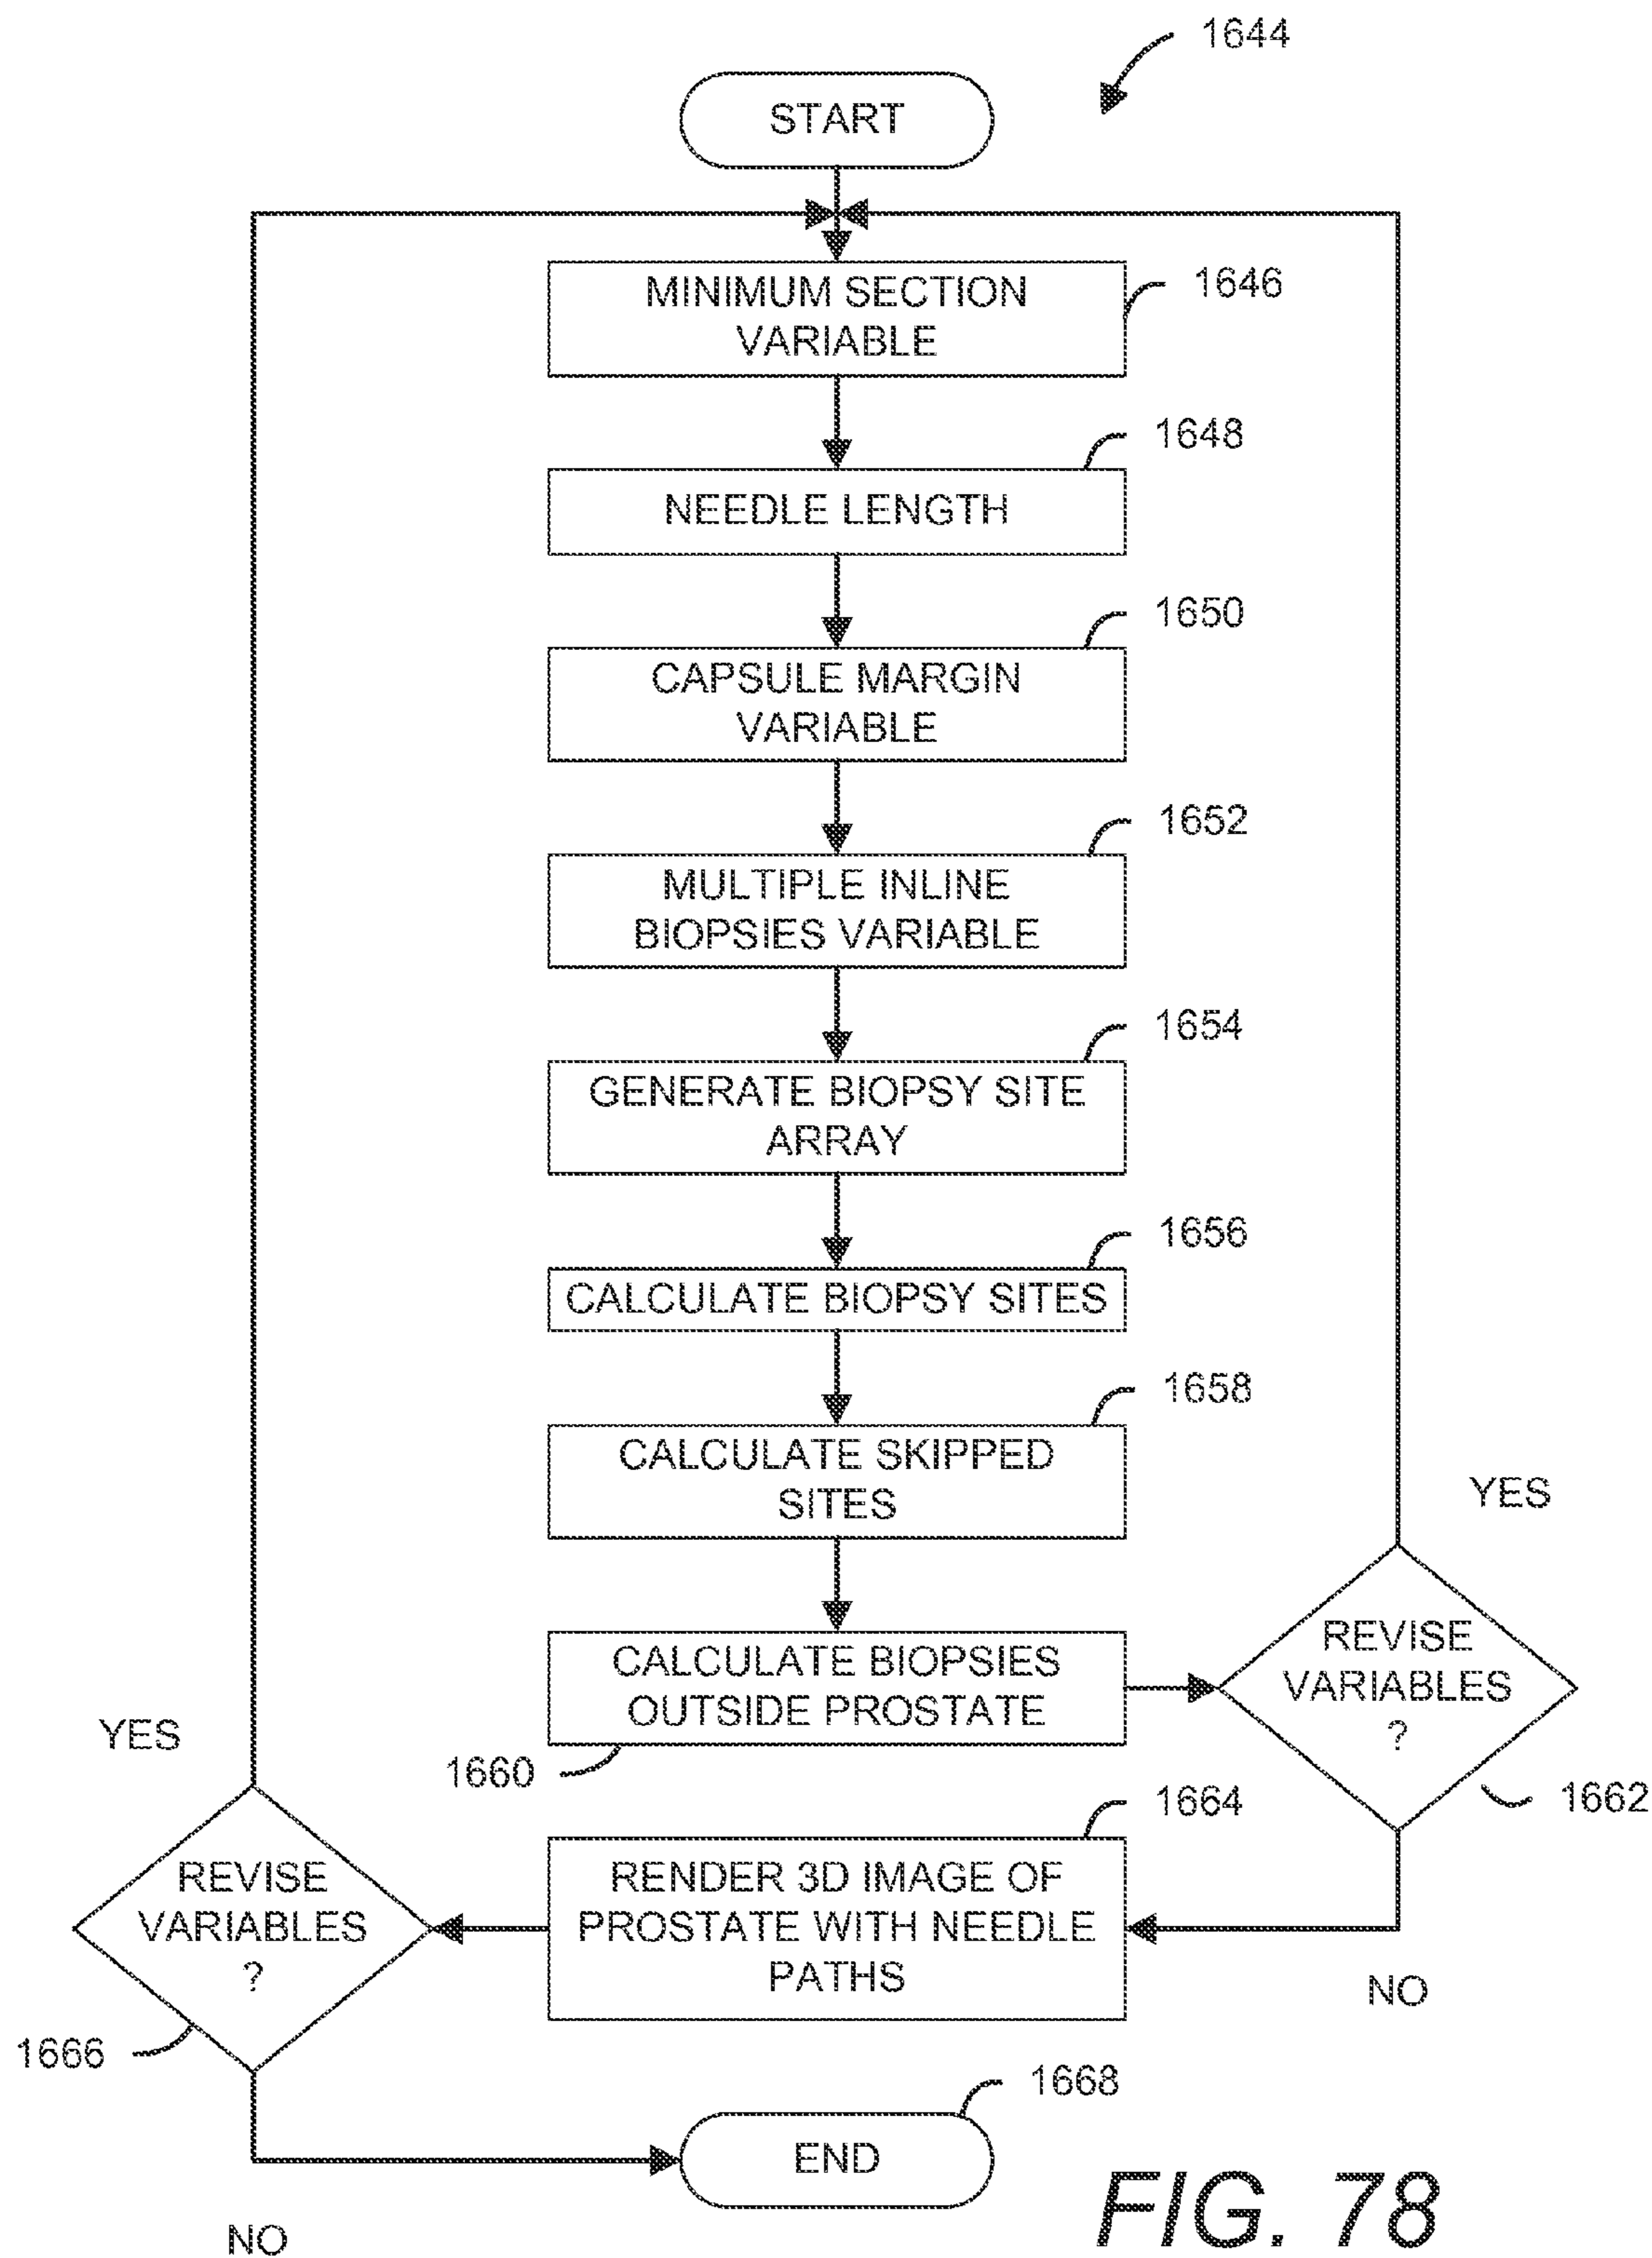 1644
START
MINIMUM SECTION
VARIABLE
1646
1648
NEEDLE LENGTH
1650
CAPSULE MARGIN
VARIABLE
1652
MULTIPLE INLINE
BIOPSIES VARIABLE
1654
GENERATE BIOPSY SITE
ARRAY
1656
CALCULATE BIOPSY SITES
1658
CALCULATE SKIPPED
SITES
YES
CALCULATE BIOPSIES
OUTSIDE PROSTATE
1660
REVISE
VARIABLES
?
1662
YES
1664
RENDER 3D IMAGE OF
PROSTATE WITH NEEDLE
PATHS
NO
REVISE
VARIABLES
?
1666
1668
END
NO
FIG. 78